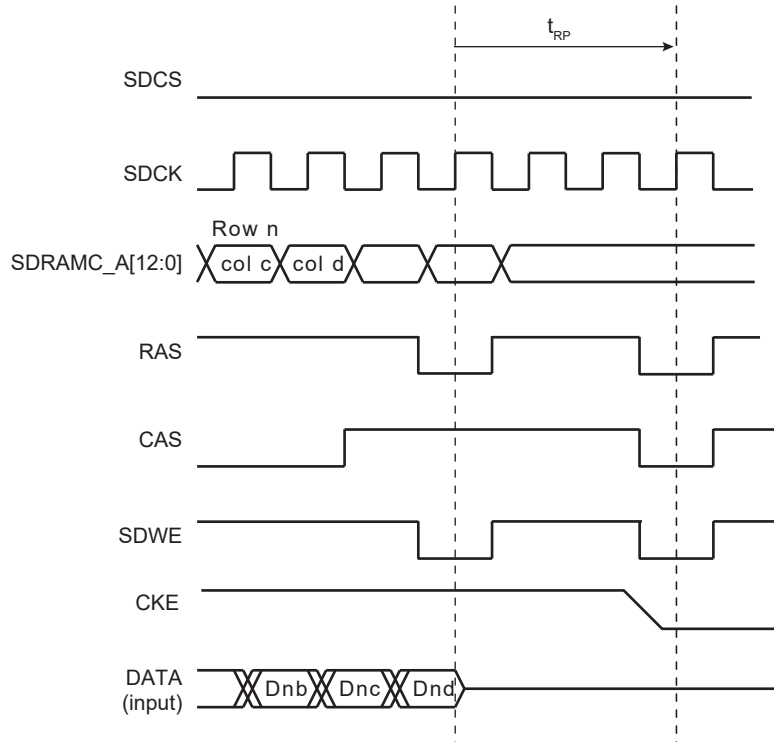 tRP
SDCS
SDCK
Row n
SDRAMC_A[12:0]
col c
col d
RAS
CAS
SDWE
CKE
DATA
(input)
Dnb
Dnc
Dnd